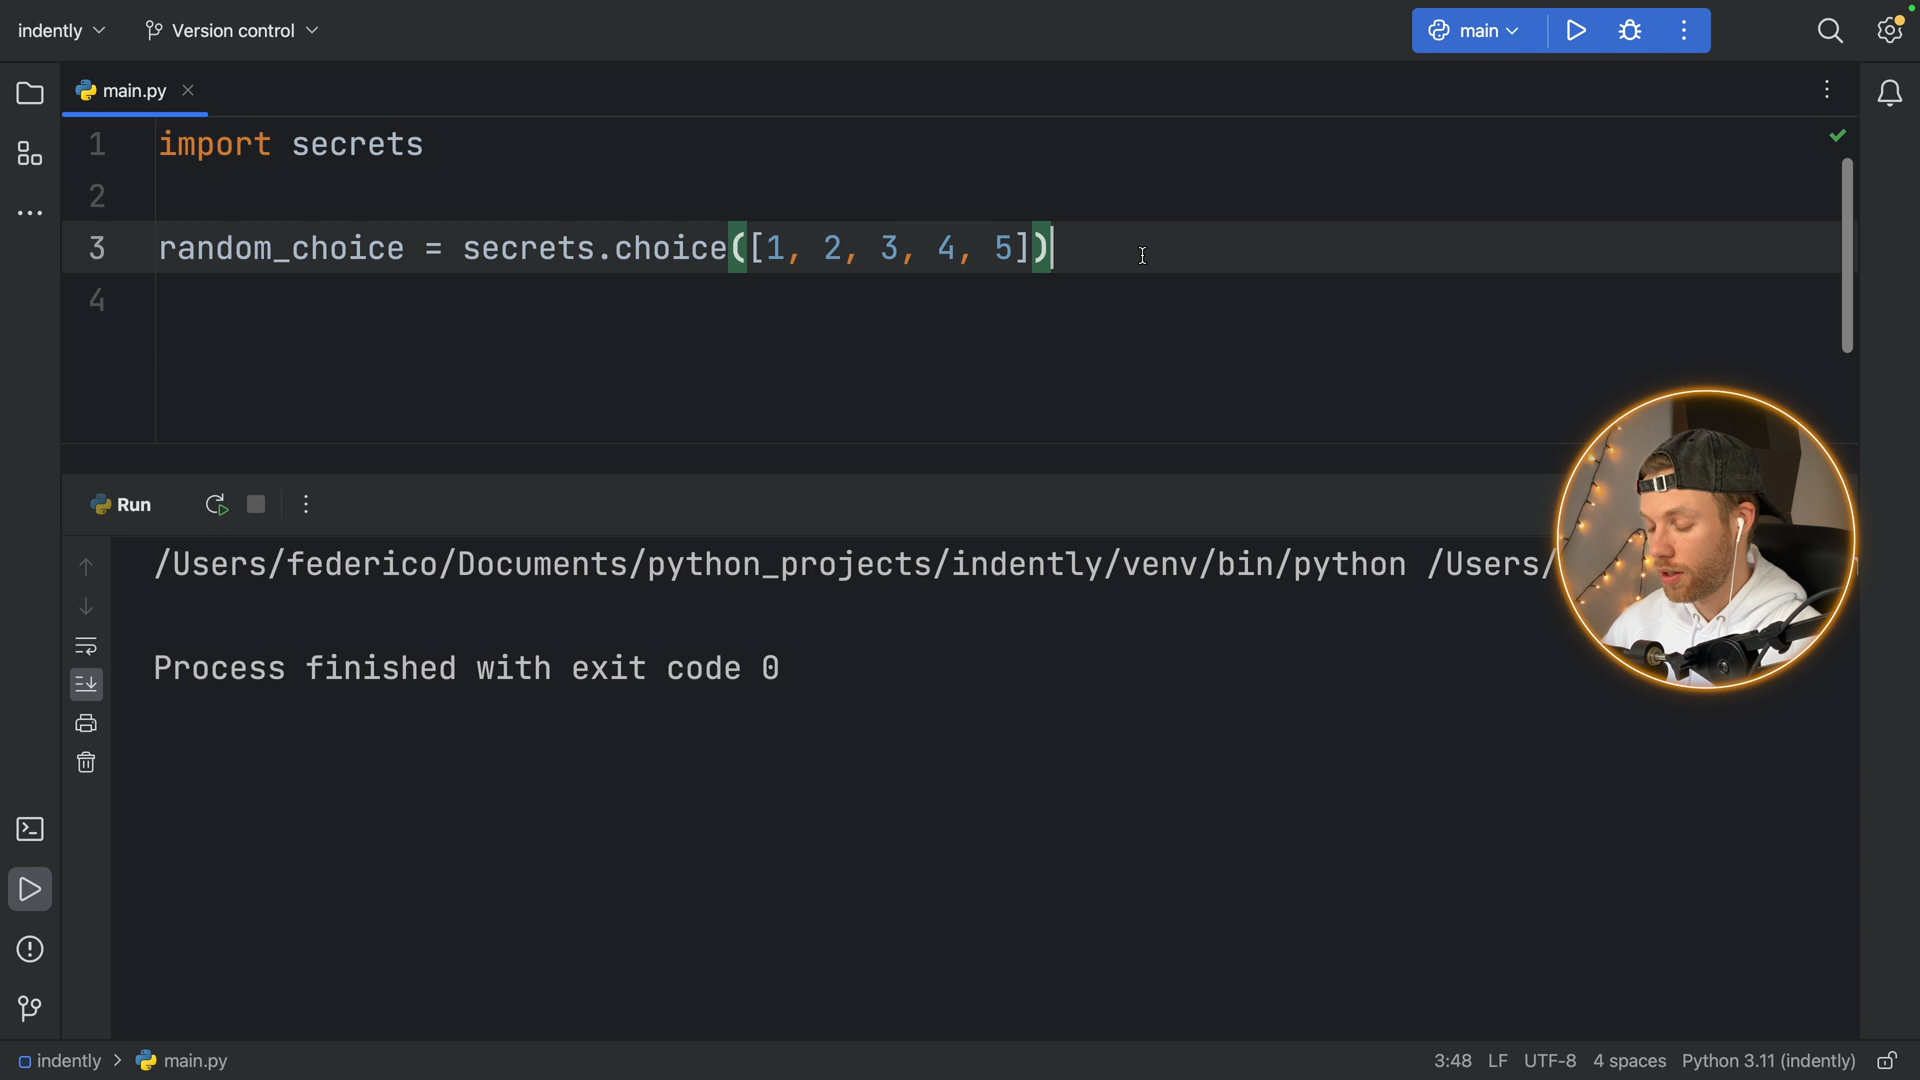 indently
Version control
main
main.py
1 import secrets
2
3 random_choice = secrets.choice([1, 2, 3, 4, 5])
4
Run
/Users/federico/Documents/python_projects/indently/venv/bin/python /Users/
Process finished with exit code 0
indently > main.py
3:48 LF UTF-8 4 spaces Python 3.11 (indently)